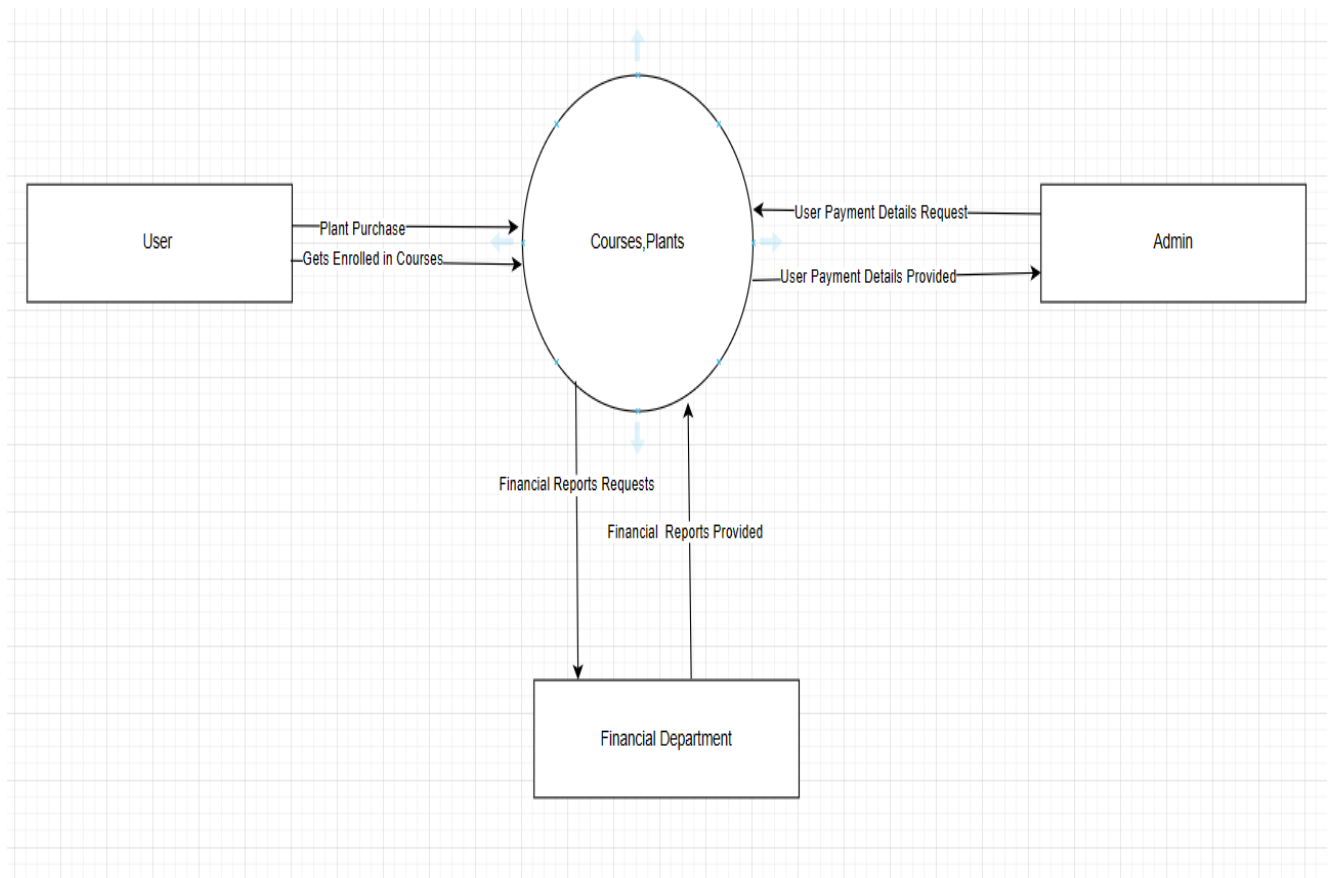 User
Plant Purchase
Gets Enrolled in Courses
Courses,Plants
User Payment Details Request
User Payment Details Provided
Admin
Financial Reports Requests
Financial Reports Provided
Financial Department